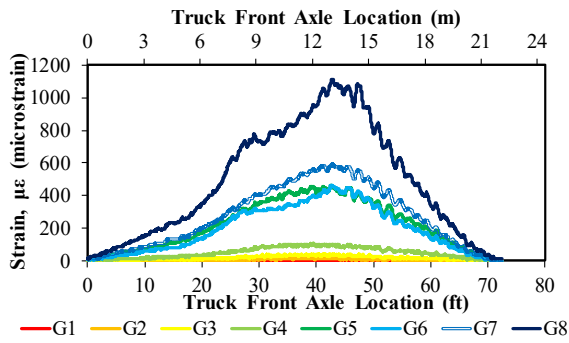 Truck Front Axle Location (m)
0 3 6 9 12 15 18 21 24
1200
1000
800
600
400
200
0
Strain, με (microstrain)
0 10 20 30 40 50 60 70 80
Truck Front Axle Location (ft)
G1 G2 G3 G4 G5 G6 G7 G8